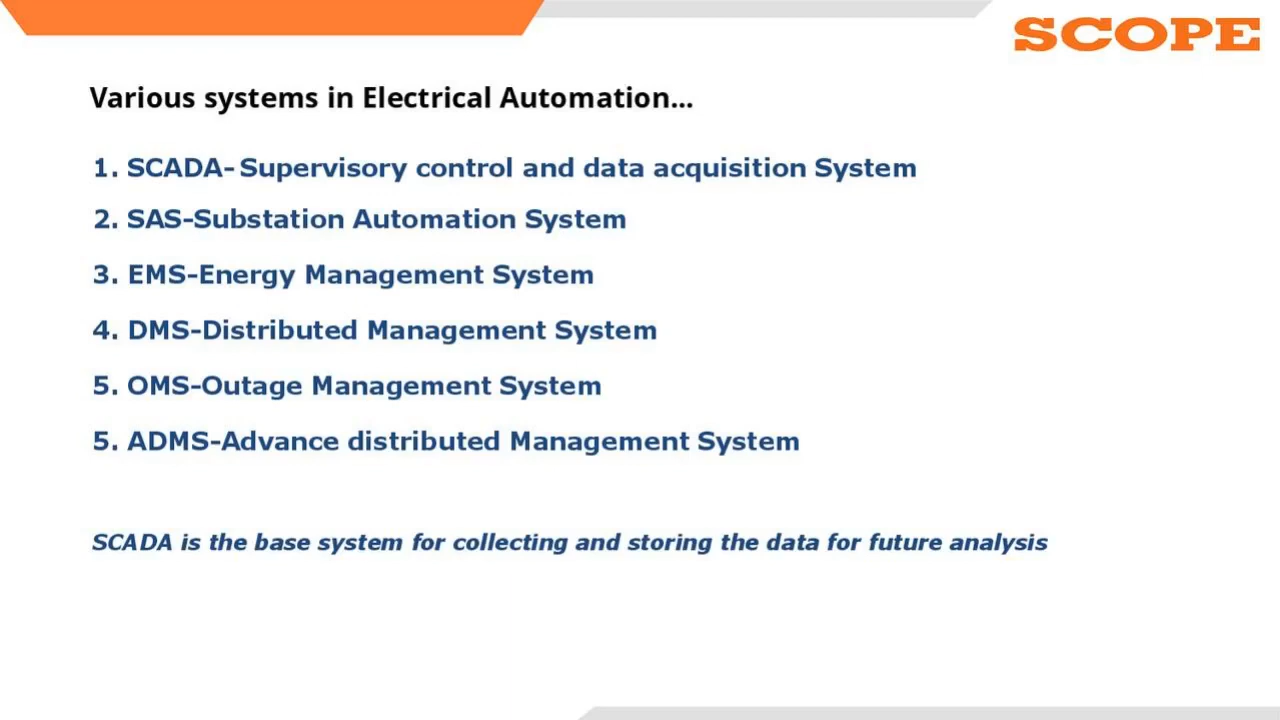 SCOPE
Various systems in Electrical Automation...
1. SCADA- Supervisory control and data acquisition System
2. SAS-Substation Automation System
3. EMS-Energy Management System
4. DMS-Distributed Management System
5. OMS-Outage Management System
5. ADMS-Advance distributed Management System
SCADA is the base system for collecting and storing the data for future analysis